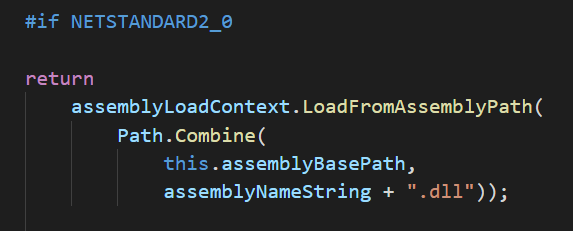 #if NETSTANDARD2_0
return
assemblyLoadContext.LoadFromAssemblyPath(
Path.Combine(
this.assemblyBasePath,
assemblyNameString + ".dll"));